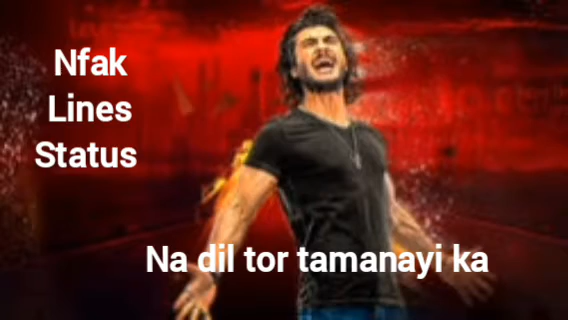 Nfak
Lines
Status
Na dil tor tamanayi ka